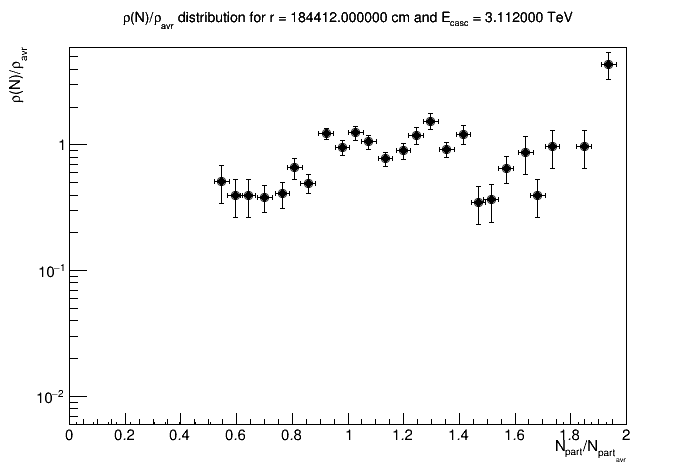 ρ(N)/ρavr distribution for r = 184412.000000 cm and Ecasc = 3.112000 TeV
ρ(N)/ρavr
1
10−1
10−2
0 0.2 0.4 0.6 0.8 1 1.2 1.4 1.6 1.8 2
Npart/Npartavr